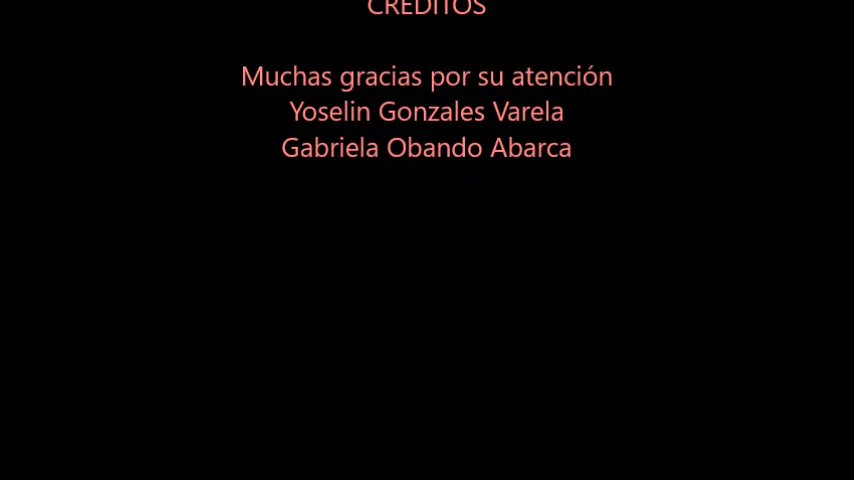 CREDITOS
Muchas gracias por su atención
Yoselin Gonzales Varela
Gabriela Obando Abarca